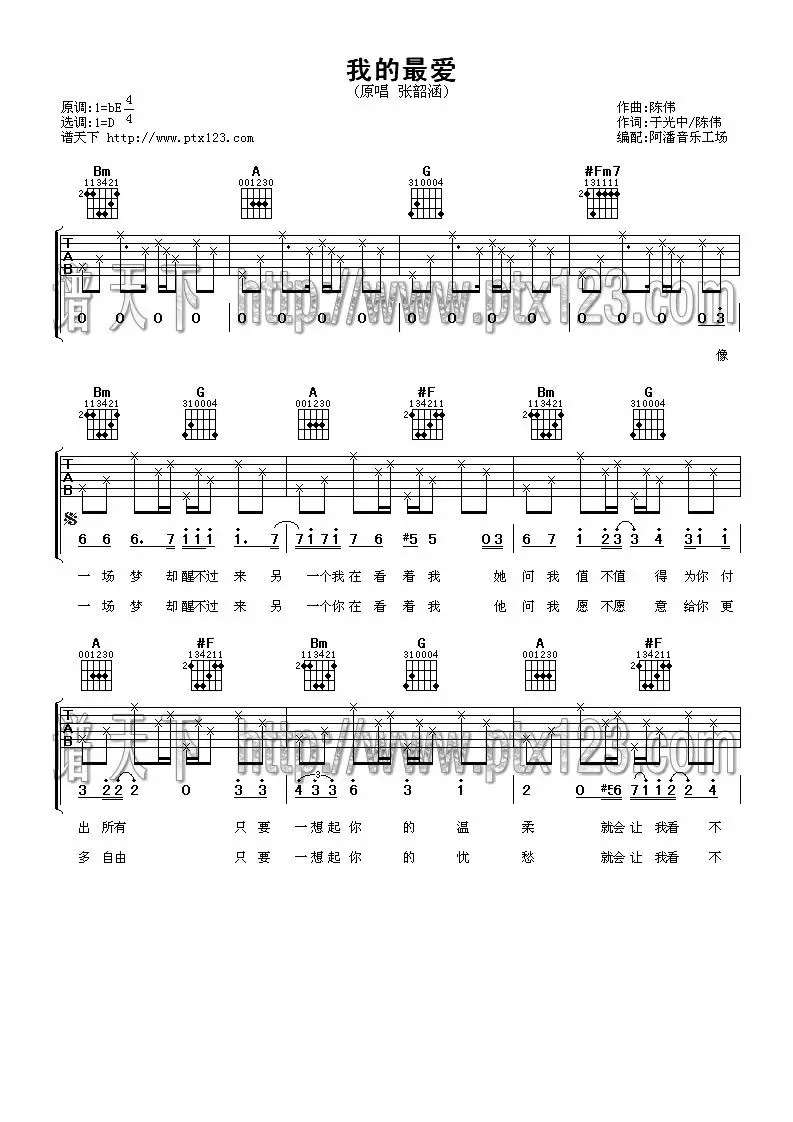 我的最爱
(原唱 张韶涵)
原调:1=bE 4/4
选调:1=D
谱天下 http://www.ptx123.com
作曲:陈伟
作词:于光中/陈伟
编配:阿潘音乐工场
Bm A G #Fm7
113421 001230 310004 131111
2 2
T A B
谱天下 http://www.ptx123.com
0 0 0 0 0 0 0 0 0 0 0 0 0 0 0 0 3
像
Bm G A #F Bm G
113421 310004 001230 134211 113421 310004
2 2 2
T A B
6 6 6. 7 1 1 1 1. 7 7 1 7 1 7 6 #5 5 0 3 6 7 1 2 3 3 4 3 1 1
一场梦 却醒不过 来 另 一个我在看着我 她 问我 值 不值 得 为你 付
一场梦 却醒不过 来 另 一个你在看着我 他 问我 愿 不愿 意 给你 更
A #F Bm G A #F
001230 134211 113421 310004 001230 134211
2 2 2
T A B
谱天下 http://www.ptx123.com
3 2 2 2 0 3 3 4 3 3 6 3 1 2 0 #5 6 7 1 1 2 2 4
3
出 所有 只 要 一想起你 的 温 柔 就会让 我看 不
多 自由 只 要 一想起你 的 忧 愁 就会让 我看 不